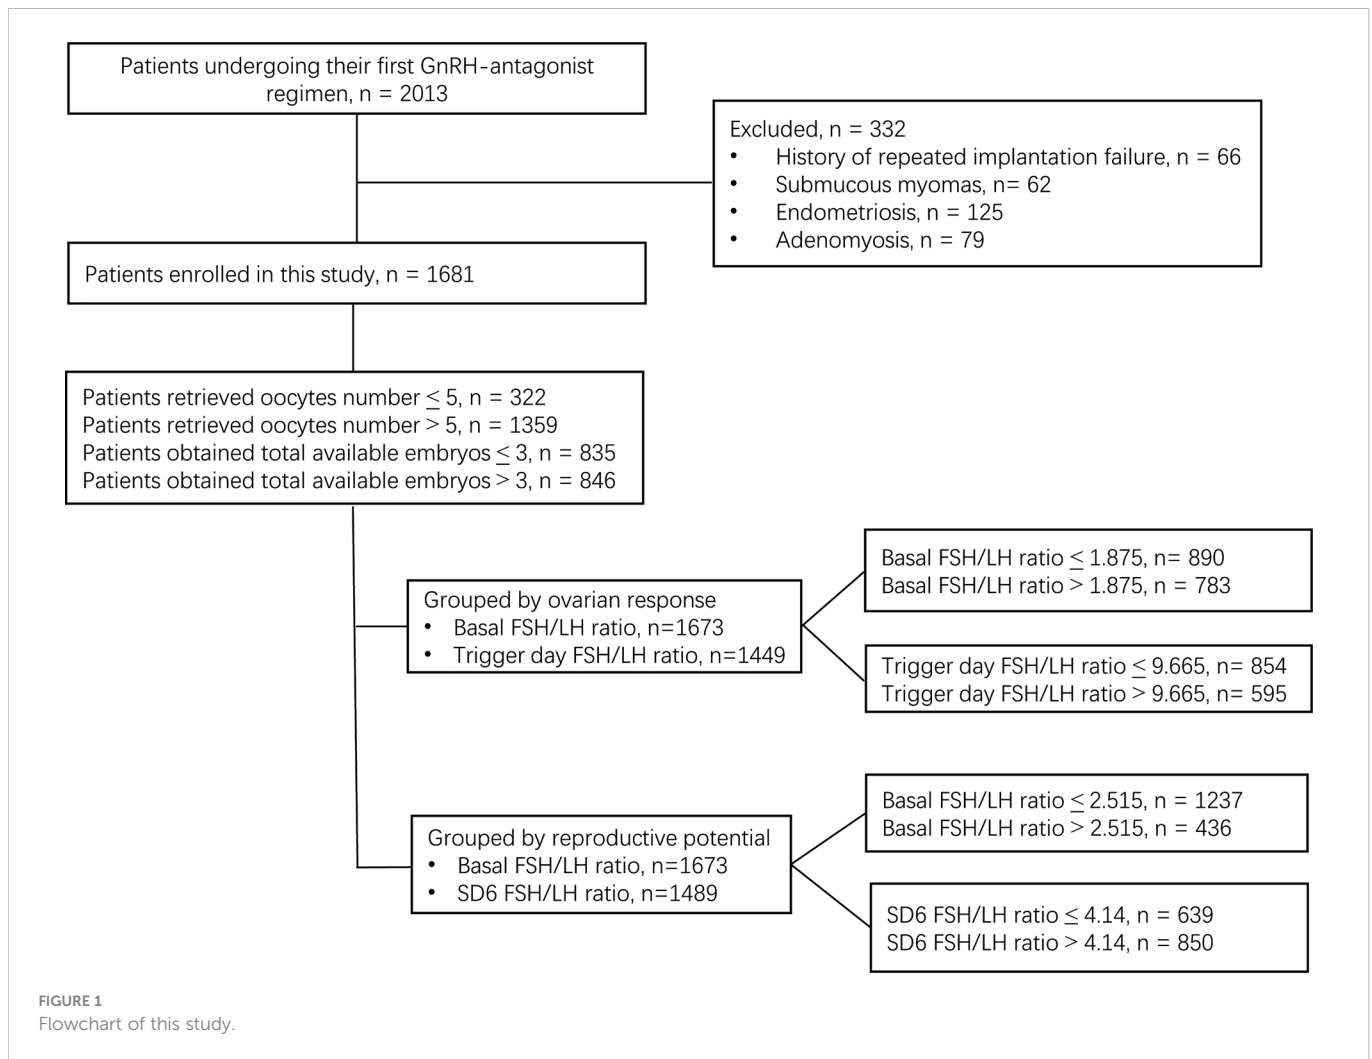 Patients undergoing their first GnRH-antagonist
regimen, n = 2013
Excluded, n = 332
• History of repeated implantation failure, n = 66
• Submucous myomas, n= 62
• Endometriosis, n = 125
• Adenomyosis, n = 79
Patients enrolled in this study, n = 1681
Patients retrieved oocytes number ≤ 5, n = 322
Patients retrieved oocytes number > 5, n = 1359
Patients obtained total available embryos ≤ 3, n = 835
Patients obtained total available embryos > 3, n = 846
Grouped by ovarian response
• Basal FSH/LH ratio, n=1673
• Trigger day FSH/LH ratio, n=1449
Basal FSH/LH ratio ≤ 1.875, n= 890
Basal FSH/LH ratio > 1.875, n = 783
Trigger day FSH/LH ratio ≤ 9.665, n= 854
Trigger day FSH/LH ratio > 9.665, n= 595
Grouped by reproductive potential
• Basal FSH/LH ratio, n=1673
• SD6 FSH/LH ratio, n=1489
Basal FSH/LH ratio ≤ 2.515, n = 1237
Basal FSH/LH ratio > 2.515, n = 436
SD6 FSH/LH ratio ≤ 4.14, n = 639
SD6 FSH/LH ratio > 4.14, n = 850
FIGURE 1
Flowchart of this study.